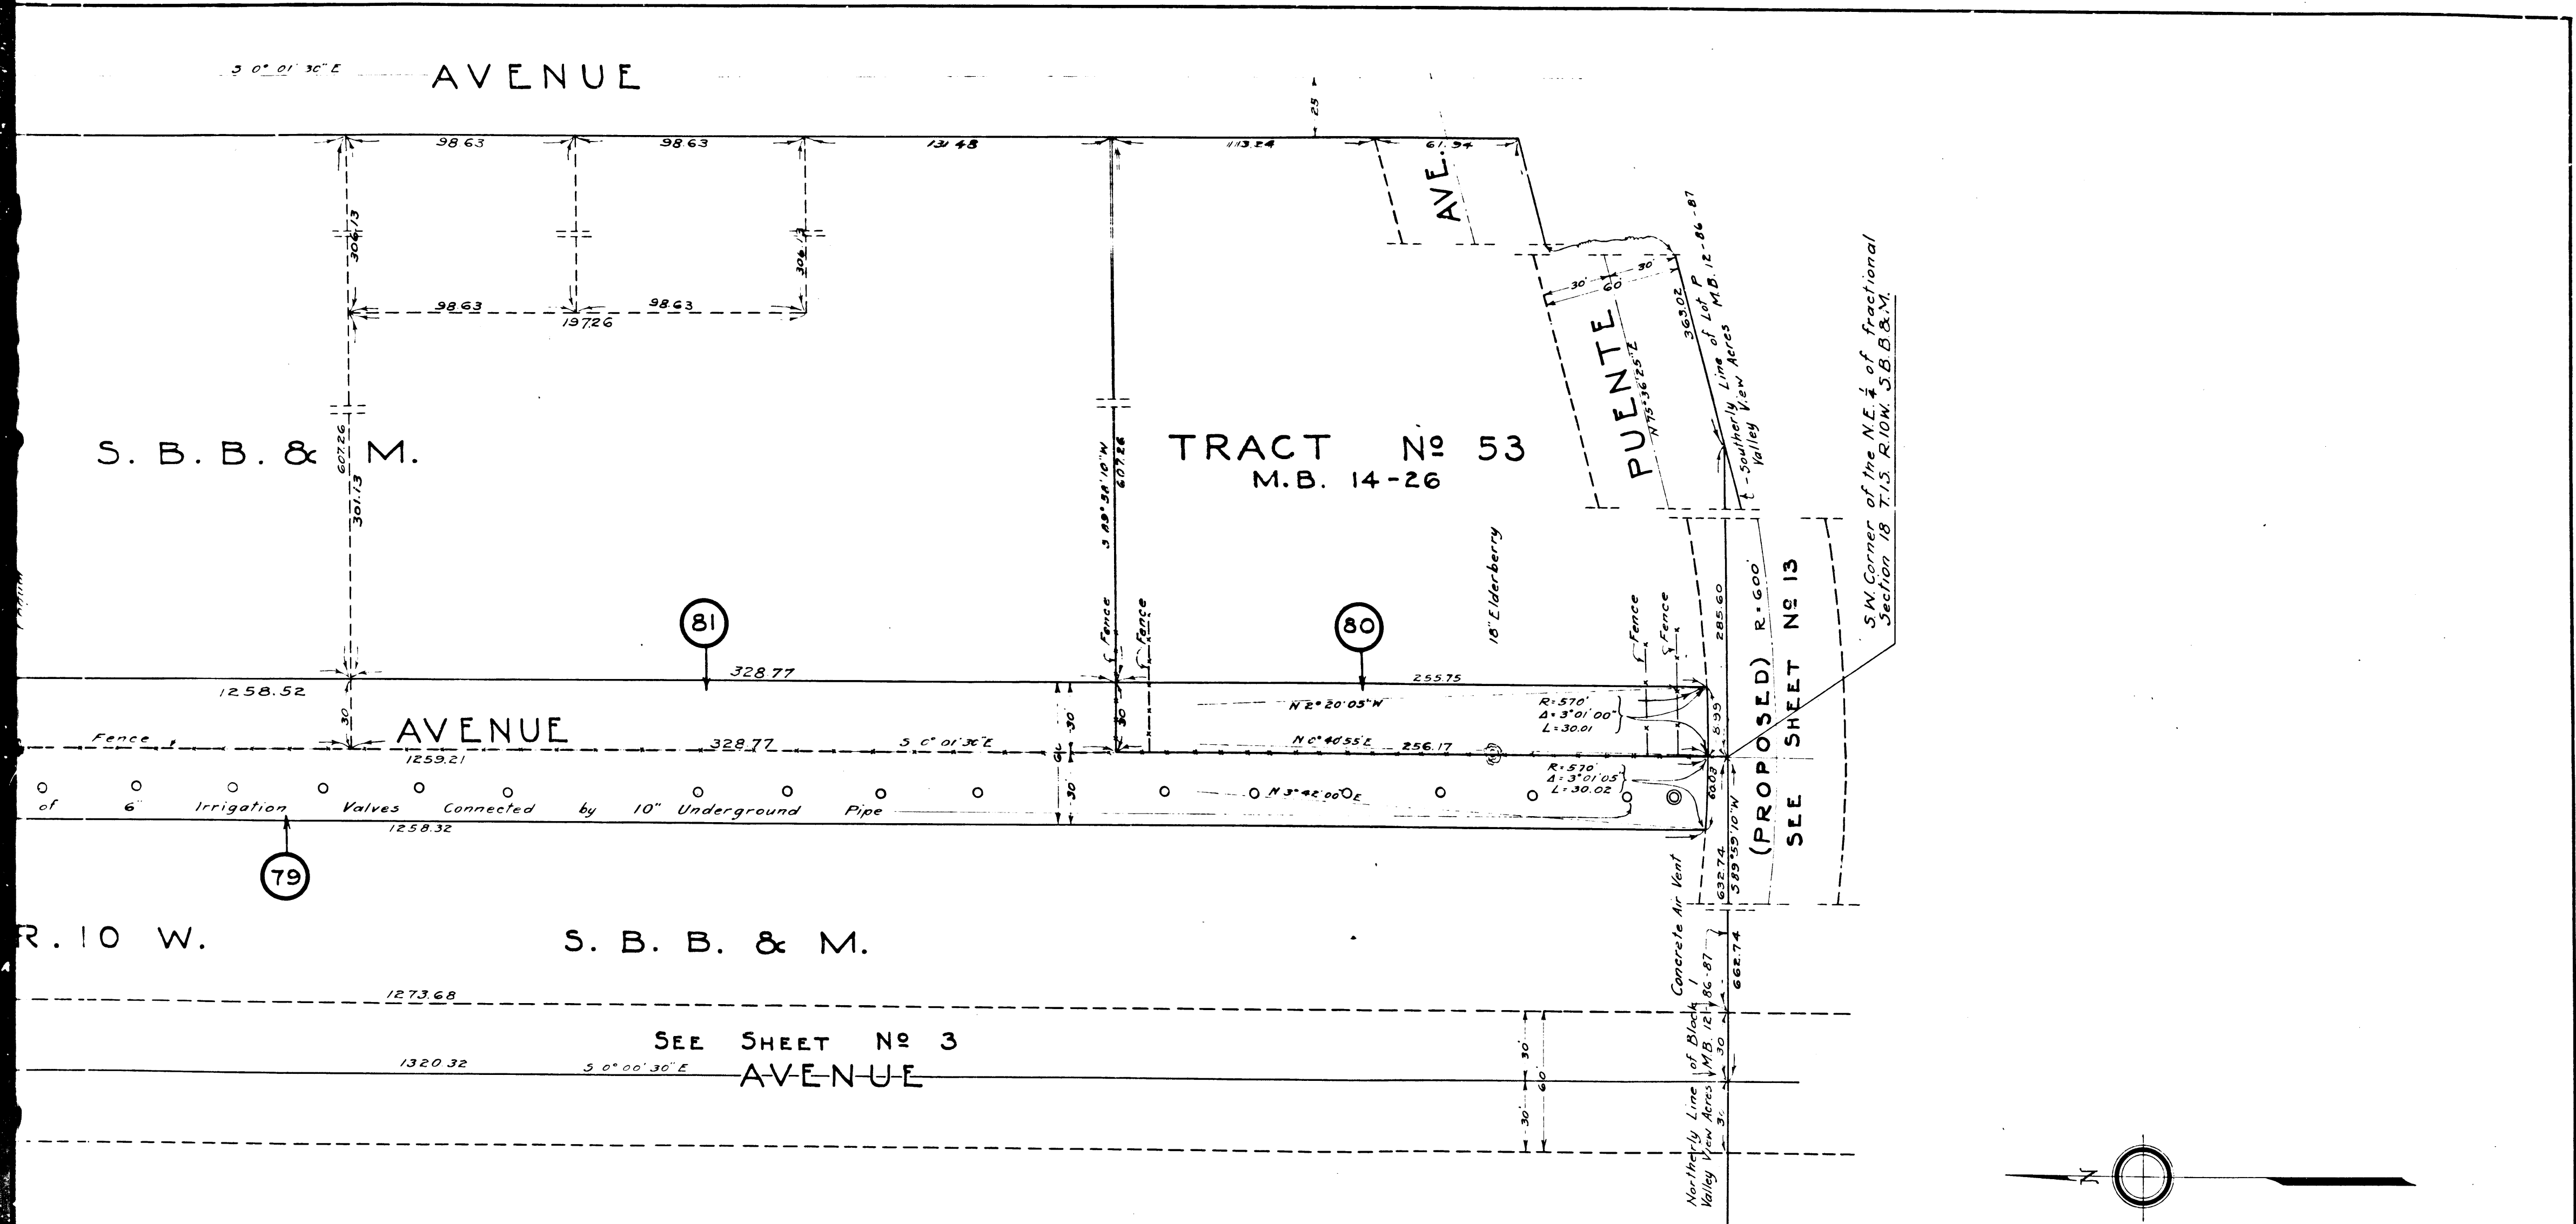 S 0° 01' 30" E
AVENUE
25
98.63
98.63
131.48
113.24
61.94
AVE.
306.13
306.13
98.63
98.63
197.26
30'
30'
60'
363.02
Southerly Line of Lot P
Valley View Acres M.B. 12-86-87
PUENTE
N 75° 36' 25" E
S.W. Corner of the N.E. ¼ of fractional
Section 18 T.1S. R.10W. S.B.B.&M.
S. B. B. & M.
607.26
301.13
S 89° 58' 10" W
607.26
TRACT Nº 53
M.B. 14-26
18" Elderberry
Fence
Fence
Fence
Fence
285.60
(PROPOSED) R=600'
SEE SHEET Nº 13
81
80
328.77
255.75
1258.52
30
AVENUE
30'
30
N 2° 20' 05" W
R=570'
Δ=3° 01' 00"
L=30.01
8.99
Fence
328.77
S 0° 01' 30" E
N 0° 40' 55" E
256.17
1259.21
30'
R=570'
Δ=3° 01' 05"
L=30.02
60.03
N 3° 42' 00" E
of 6" Irrigation Valves Connected by 10" Underground Pipe
1258.32
79
632.74
S 89° 59' 10" W
Concrete Air Vent
R. 10 W.
S. B. B. & M.
662.74
1273.68
SEE SHEET Nº 3
1320.32
S 0° 00' 30" E
AVENUE
30'
60'
30'
30
Northerly Line of Block 1
Valley View Acres M.B. 12-86-87
N